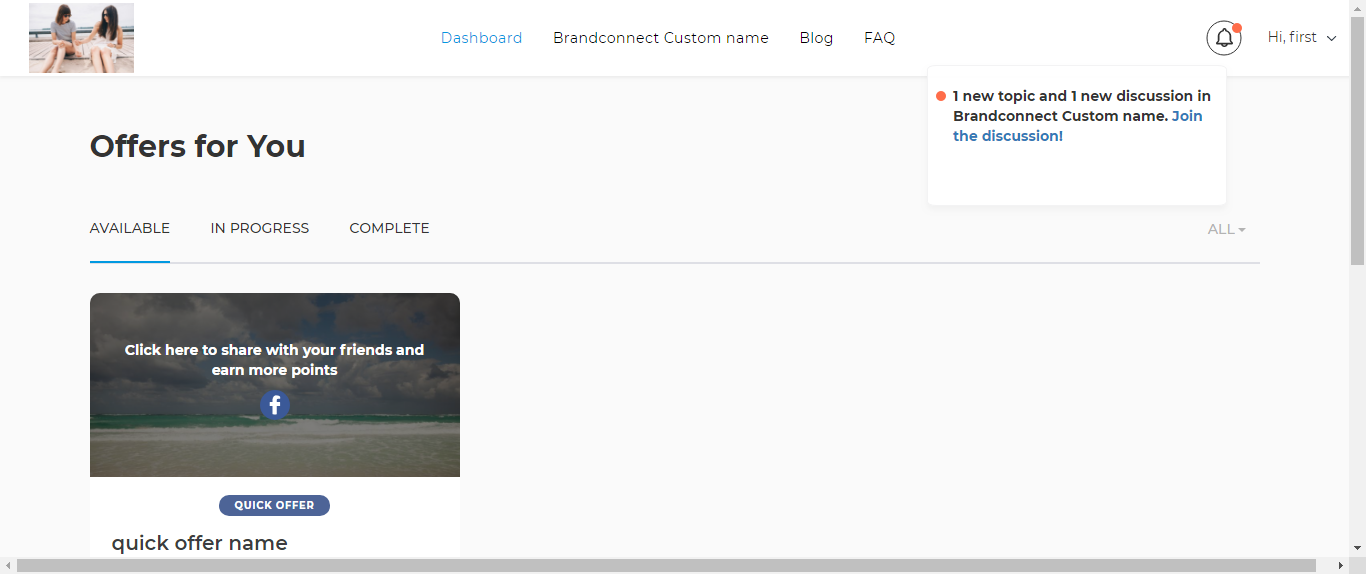 Dashboard
Brandconnect Custom name
Blog
FAQ
Hi, first
1 new topic and 1 new discussion in
Brandconnect Custom name. Join
the discussion!
Offers for You
AVAILABLE
IN PROGRESS
COMPLETE
ALL
Click here to share with your friends and
earn more points
QUICK OFFER
quick offer name